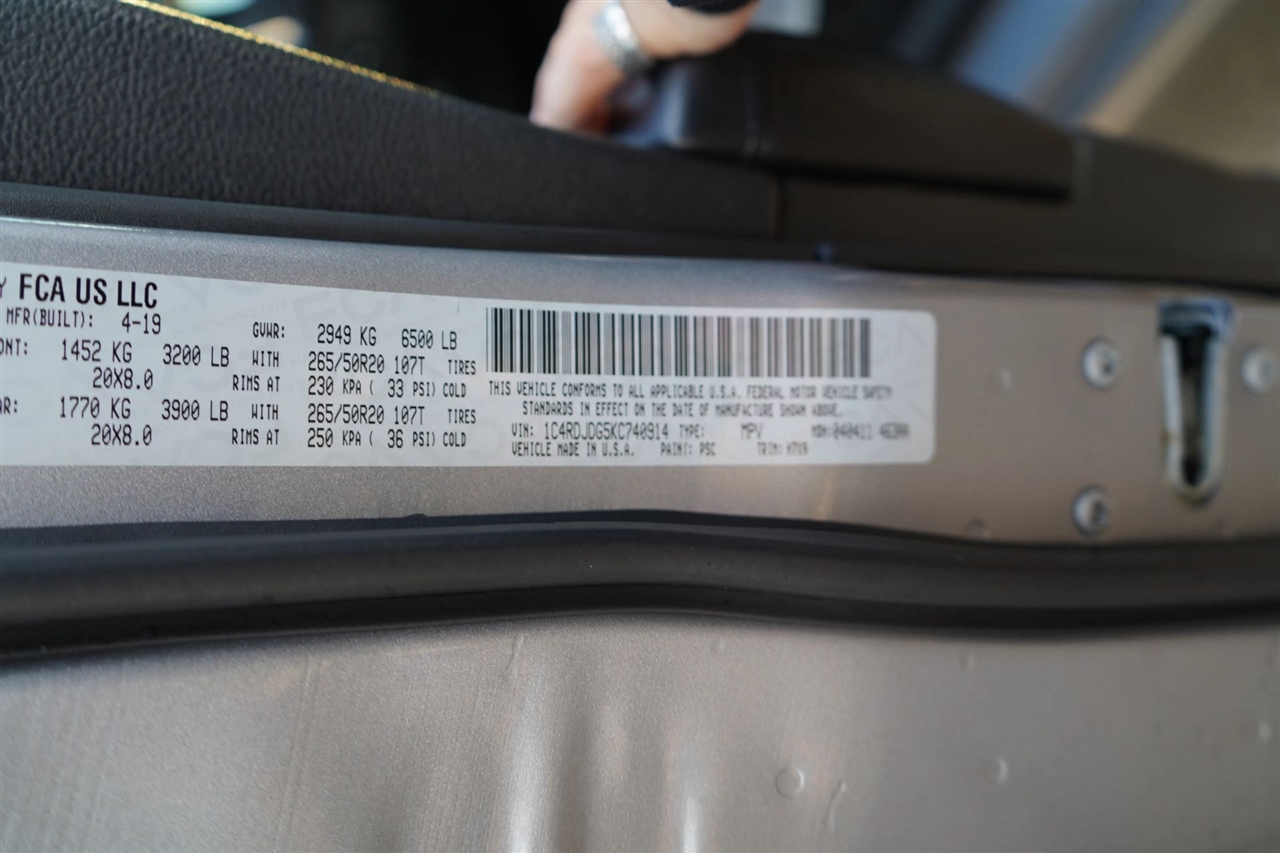 Y FCA US LLC
MFR(BUILT): 4-19 GVWR: 2949 KG 6500 LB
ONT: 1452 KG 3200 LB WITH 265/50R20 107T TIRES
20X8.0 RIMS AT 230 KPA ( 33 PSI) COLD
AR: 1770 KG 3900 LB WITH 265/50R20 107T TIRES
20X8.0 RIMS AT 250 KPA ( 36 PSI) COLD
THIS VEHICLE CONFORMS TO ALL APPLICABLE U.S.A. FEDERAL MOTOR VEHICLE SAFETY
STANDARDS IN EFFECT ON THE DATE OF MANUFACTURE SHOWN ABOVE.
VIN: 1C4RDJDG5KC740914 TYPE: MPV MDH: 040411
VEHICLE MADE IN U.S.A. PAINT: PSC TRIM: